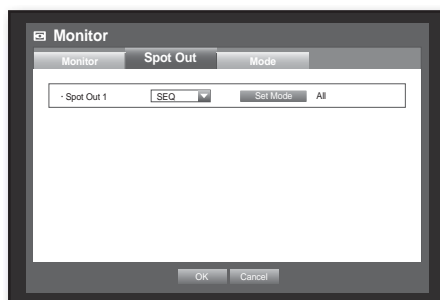 Monitor
Monitor Spot Out Mode
· Spot Out 1 SEQ Set Mode All
OK Cancel